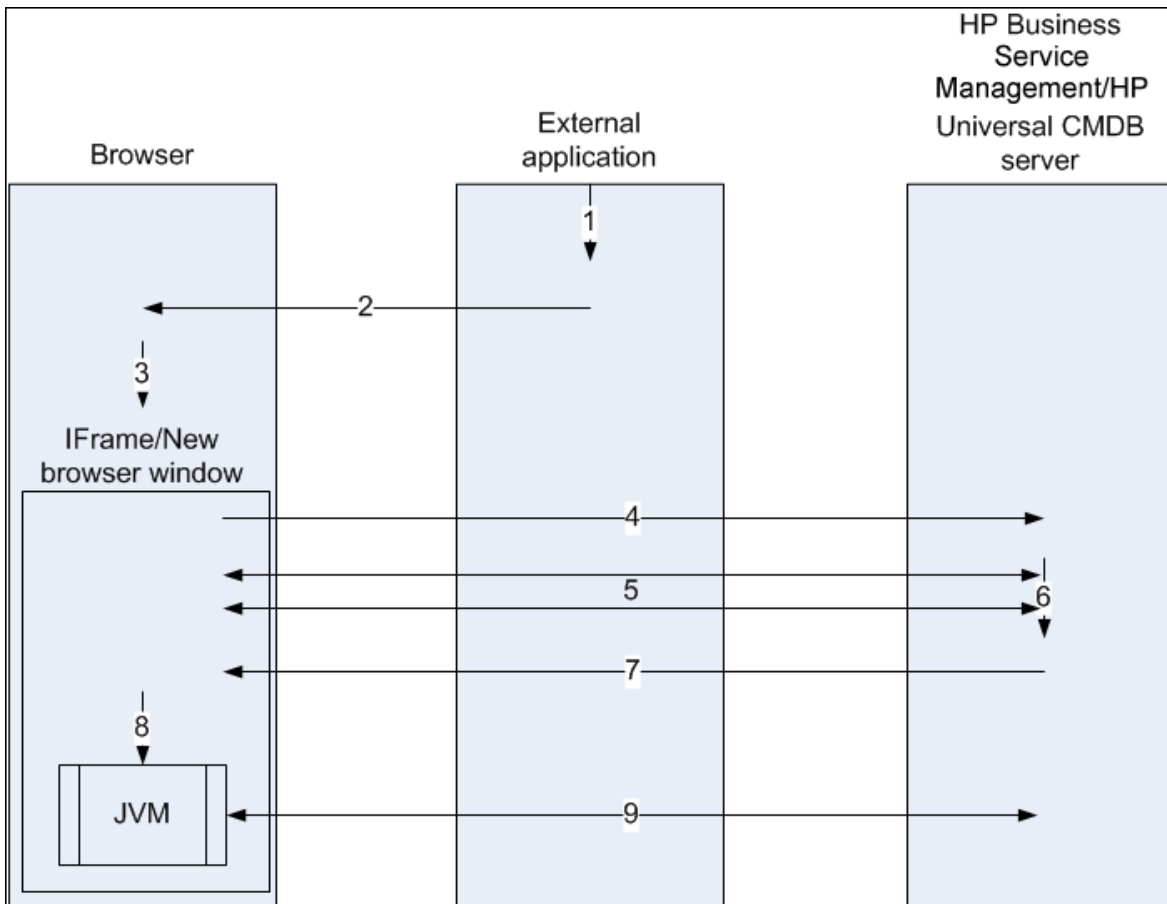 HP Business
Service
Management/HP
Universal CMDB
server
External
application
Browser
1
2
3
IFrame/New
browser window
4
5
6
7
8
JVM
9